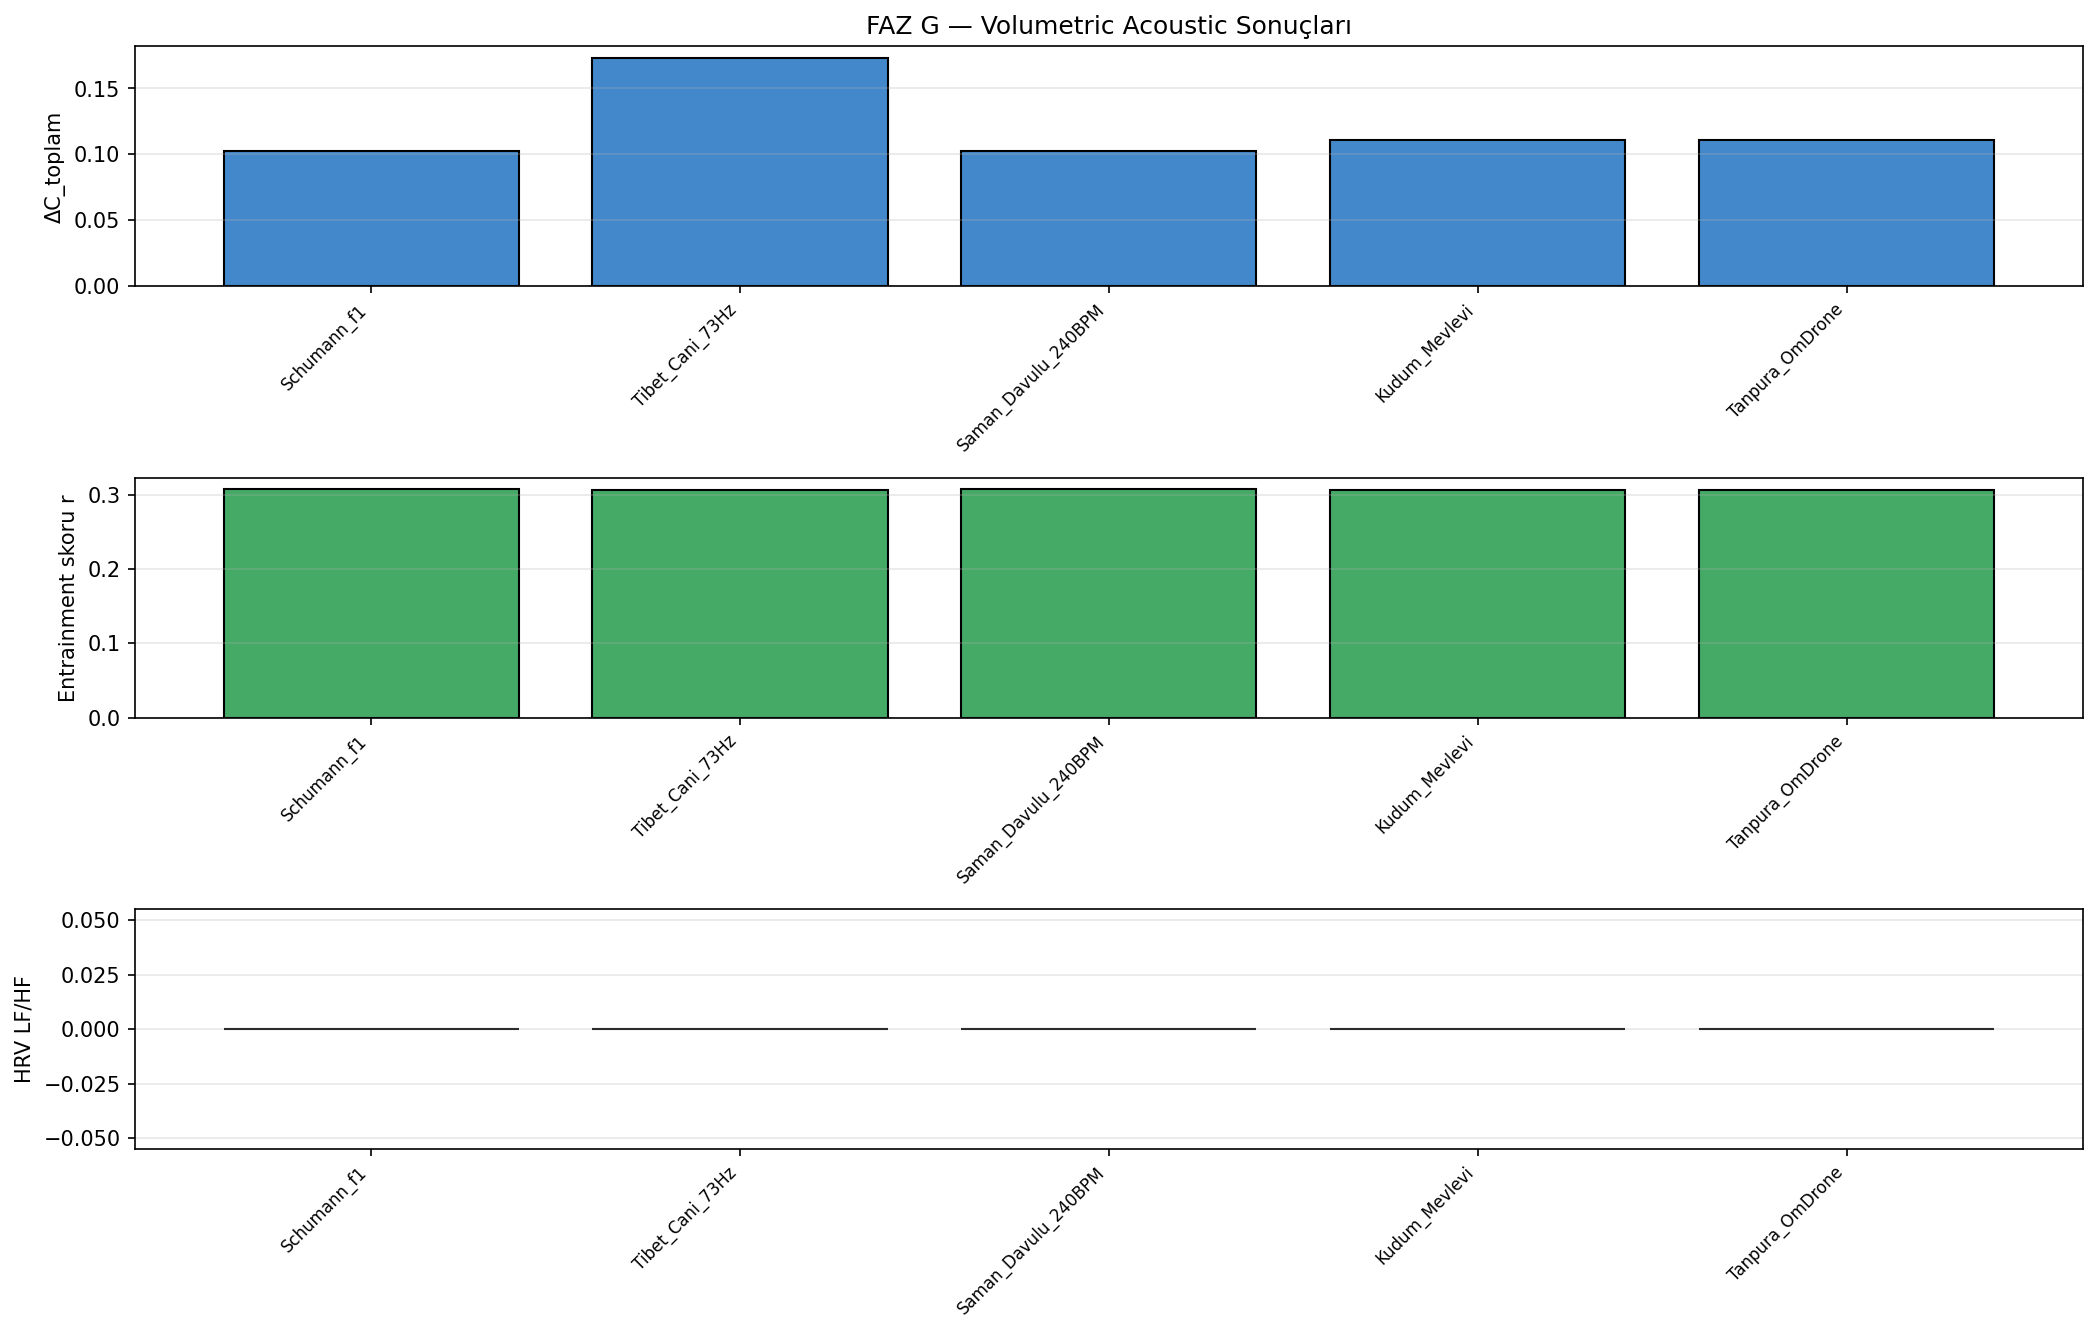 FAZ G — Volumetric Acoustic Sonuçları
ΔC_toplam
0.15
0.10
0.05
0.00
Schumann_f1
Tibet_Cani_73Hz
Saman_Davulu_240BPM
Kudum_Mevlevi
Tanpura_OmDrone
Entrainment skoru r
0.3
0.2
0.1
0.0
Schumann_f1
Tibet_Cani_73Hz
Saman_Davulu_240BPM
Kudum_Mevlevi
Tanpura_OmDrone
HRV LF/HF
0.050
0.025
0.000
−0.025
−0.050
Schumann_f1
Tibet_Cani_73Hz
Saman_Davulu_240BPM
Kudum_Mevlevi
Tanpura_OmDrone